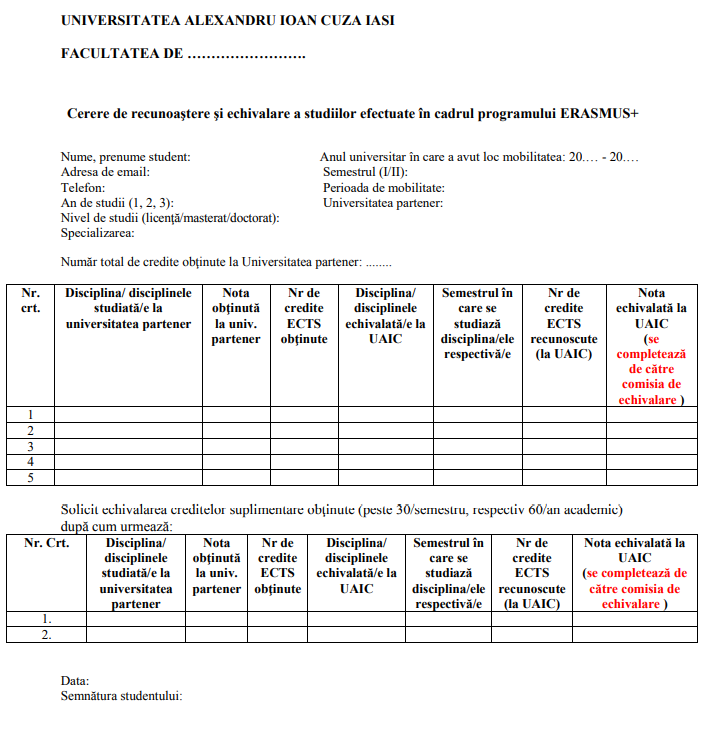 UNIVERSITATEA ALEXANDRU IOAN CUZA IASI
FACULTATEA DE …………………….
Cerere de recunoaştere şi echivalare a studiilor efectuate în cadrul programului ERASMUS+
Nume, prenume student: Anul universitar în care a avut loc mobilitatea: 20…. - 20….
Adresa de email: Semestrul (I/II):
Telefon: Perioada de mobilitate:
An de studii (1, 2, 3): Universitatea partener:
Nivel de studii (licenţă/masterat/doctorat):
Specializarea:
Număr total de credite obţinute la Universitatea partener: ........
Nr.
crt.
Disciplina/ disciplinele
studiată/e la
universitatea partener
Nota
obţinută
la univ.
partener
Nr de
credite
ECTS
obţinute
Disciplina/
disciplinele
echivalată/e la
UAIC
Semestrul în
care se
studiază
disciplina/ele
respectivă/e
Nr de
credite
ECTS
recunoscute
(la UAIC)
Nota
echivalată la
UAIC
(se
completează
de către
comisia de
echivalare )
1
2
3
4
5
Solicit echivalarea creditelor suplimentare obţinute (peste 30/semestru, respectiv 60/an academic)
după cum urmează:
Nr. Crt.
Disciplina/
disciplinele
studiată/e la
universitatea
partener
Nota
obţinută
la univ.
partener
Nr de
credite
ECTS
obţinute
Disciplina/
disciplinele
echivalată/e la
UAIC
Semestrul în
care se
studiază
disciplina/ele
respectivă/e
Nr de
credite
ECTS
recunoscute
(la UAIC)
Nota echivalată la
UAIC
(se completează de
către comisia de
echivalare )
1.
2.
Data:
Semnătura studentului: